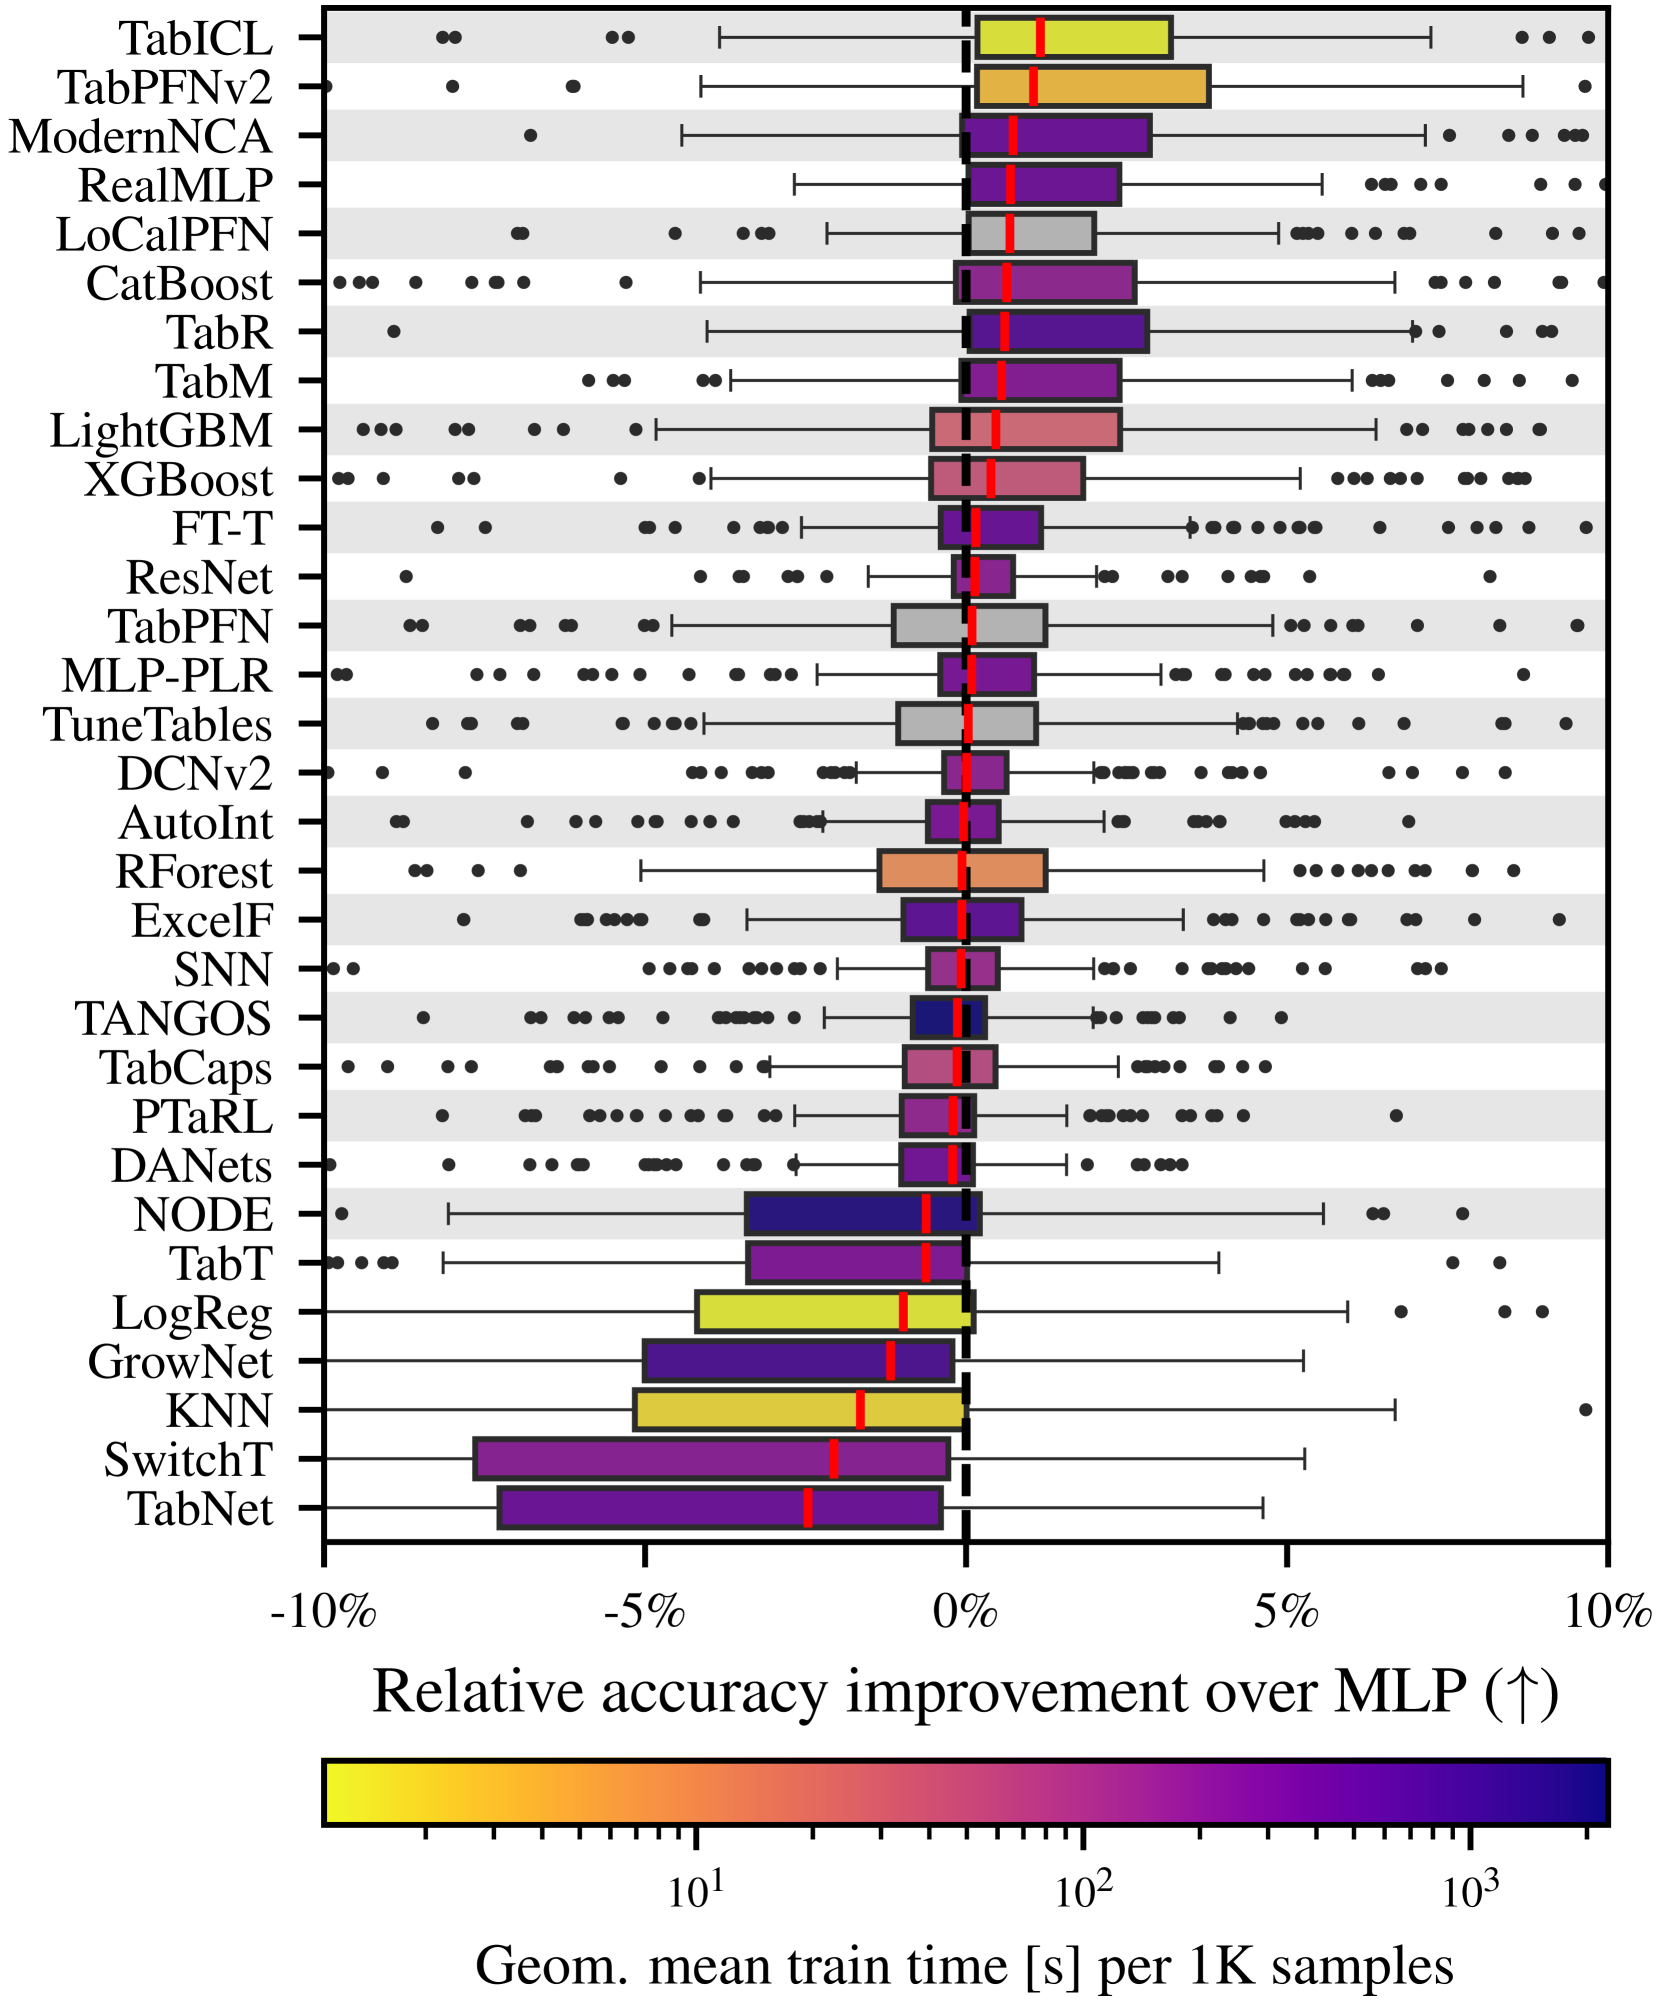 TabICL
TabPFNv2
ModernNCA
RealMLP
LoCalPFN
CatBoost
TabR
TabM
LightGBM
XGBoost
FT-T
ResNet
TabPFN
MLP-PLR
TuneTables
DCNv2
AutoInt
RForest
ExcelF
SNN
TANGOS
TabCaps
PTaRL
DANets
NODE
TabT
LogReg
GrowNet
KNN
SwitchT
TabNet
-10% -5% 0% 5% 10%
Relative accuracy improvement over MLP (↑)
10¹ 10² 10³
Geom. mean train time [s] per 1K samples